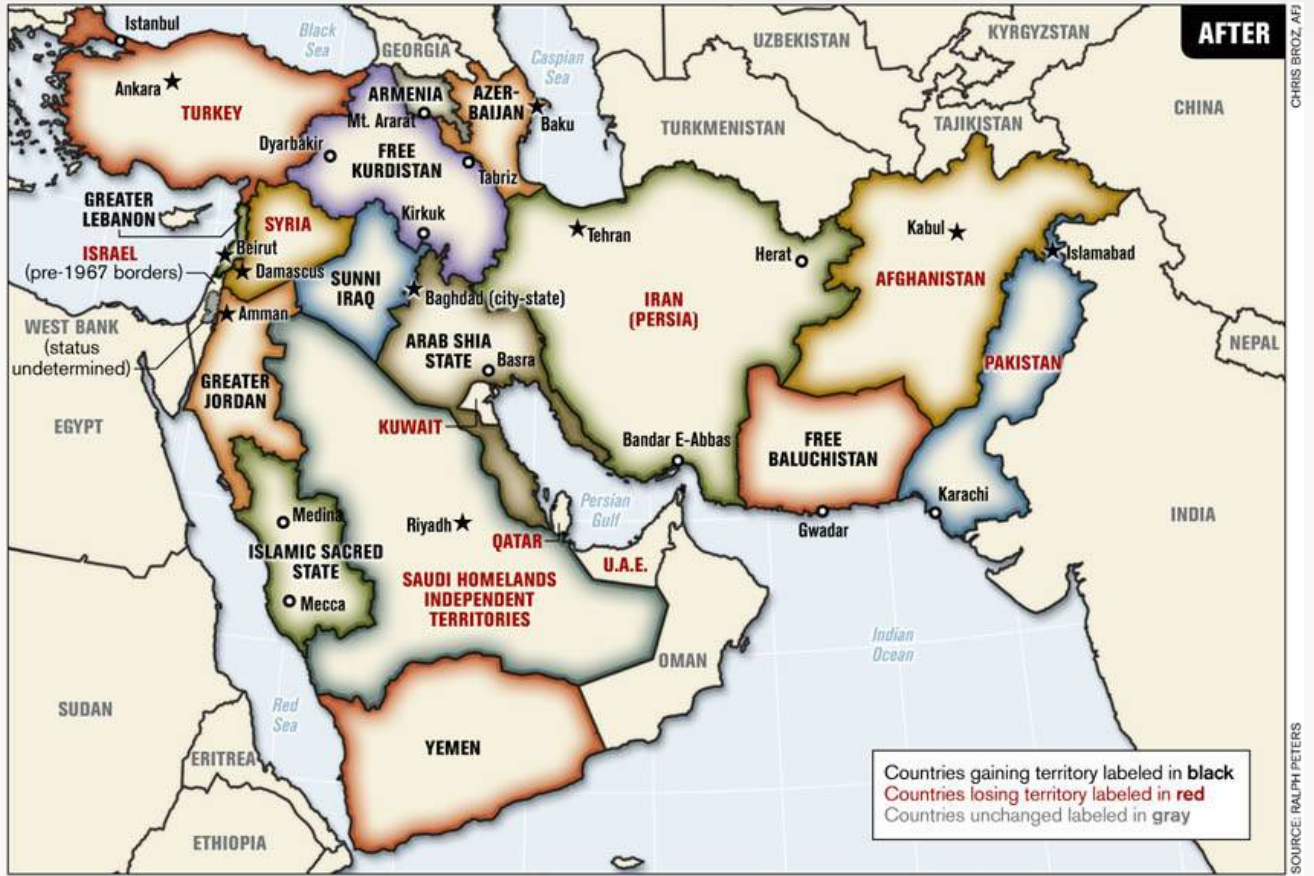 AFTER
CHRIS BROZ, AFJ
Istanbul
Black
Sea
GEORGIA
Caspian
Sea
UZBEKISTAN
KYRGYZSTAN
Ankara
TURKEY
ARMENIA
Mt. Ararat
AZER-
BAIJAN
Baku
TURKMENISTAN
TAJIKISTAN
CHINA
Dyarbakir
FREE
KURDISTAN
Tabriz
GREATER
LEBANON
SYRIA
Kirkuk
Tehran
Herat
Kabul
Islamabad
ISRAEL
(pre-1967 borders)
Beirut
Damascus
SUNNI
IRAQ
Baghdad (city-state)
IRAN
(PERSIA)
AFGHANISTAN
WEST BANK
(status
undetermined)
Amman
ARAB SHIA
STATE
Basra
PAKISTAN
NEPAL
GREATER
JORDAN
EGYPT
KUWAIT
Bandar E-Abbas
FREE
BALUCHISTAN
Karachi
Gwadar
INDIA
Medina
Riyadh
Persian
Gulf
QATAR
U.A.E.
ISLAMIC SACRED
STATE
Mecca
SAUDI HOMELANDS
INDEPENDENT
TERRITORIES
OMAN
Indian
Ocean
SUDAN
Red
Sea
ERITREA
YEMEN
ETHIOPIA
Countries gaining territory labeled in black
Countries losing territory labeled in red
Countries unchanged labeled in gray
SOURCE: RALPH PETERS